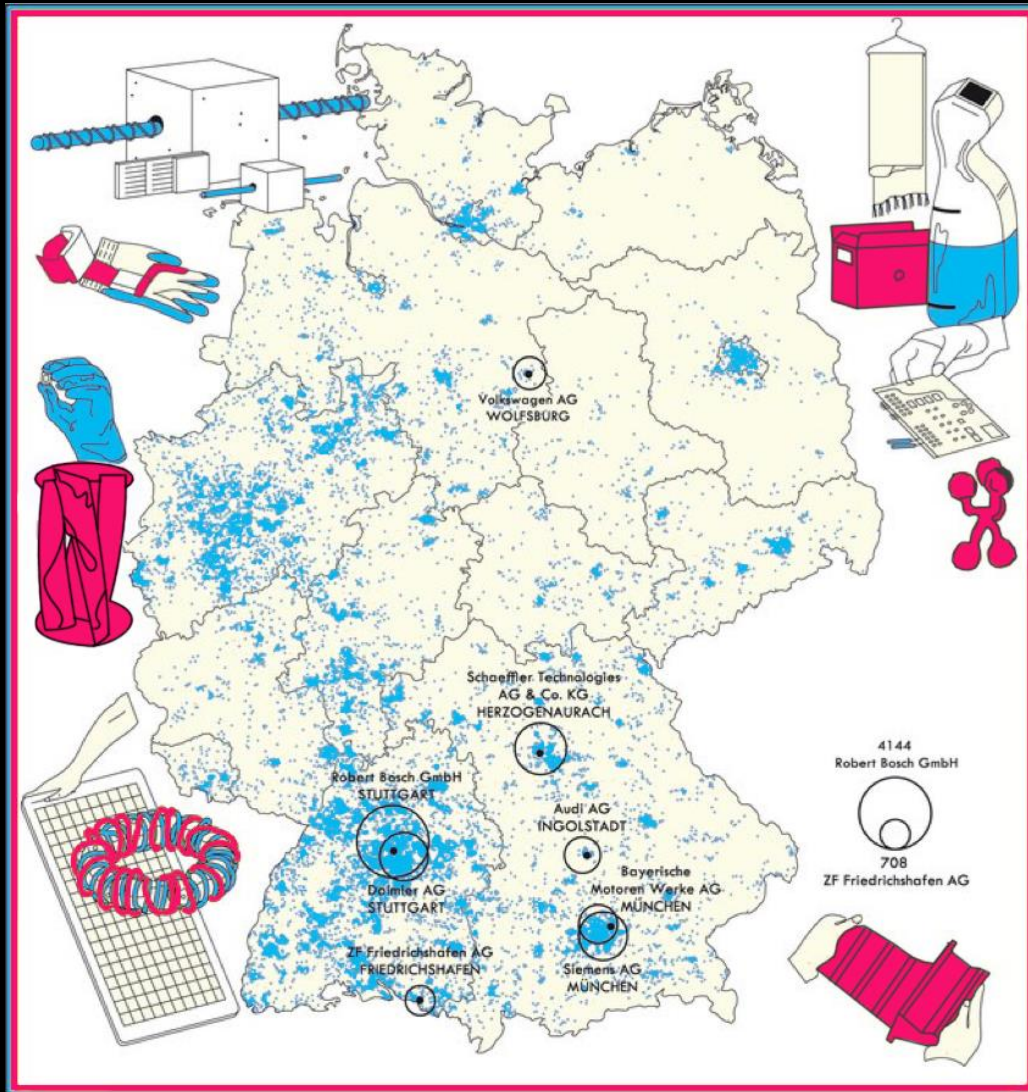 Volkswagen AG
WOLFSBURG
Schaeffler Technologies
AG & Co. KG
HERZOGENAURACH
Robert Bosch GmbH
STUTTGART
Audi AG
INGOLSTADT
Daimler AG
STUTTGART
Bayerische
Motoren Werke AG
MÜNCHEN
ZF Friedrichshafen AG
FRIEDRICHSHAFEN
Siemens AG
MÜNCHEN
4144
Robert Bosch GmbH
708
ZF Friedrichshafen AG